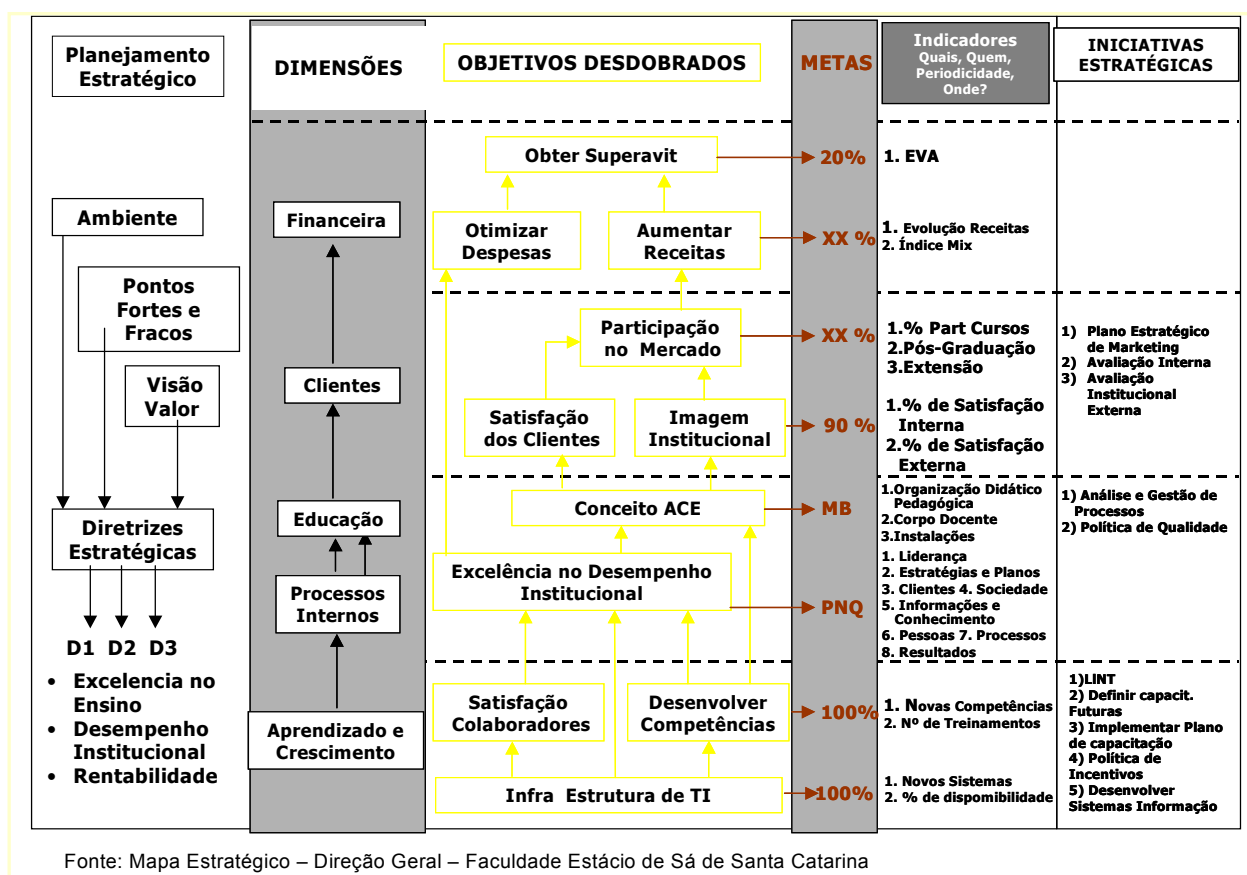 Planejamento
Estratégico
DIMENSÕES
OBJETIVOS DESDOBRADOS
METAS
Indicadores
Quais, Quem,
Periodicidade,
Onde?
INICIATIVAS
ESTRATÉGICAS
Ambiente
Pontos
Fortes e
Fracos
Visão
Valor
Diretrizes
Estratégicas
D1 D2 D3
• Excelencia no
Ensino
• Desempenho
Institucional
• Rentabilidade
Financeira
Clientes
Educação
Processos
Internos
Aprendizado e
Crescimento
Obter Superavit
20%
1. EVA
Otimizar
Despesas
Aumentar
Receitas
XX %
1. Evolução Receitas
2. Índice Mix
Participação
no Mercado
XX %
1.% Part Cursos
2.Pós-Graduação
3.Extensão
1) Plano Estratégico
de Marketing
2) Avaliação Interna
3) Avaliação
Institucional
Externa
Satisfação
dos Clientes
Imagem
Institucional
90 %
1.% de Satisfação
Interna
2.% de Satisfação
Externa
Conceito ACE
MB
1.Organização Didático
Pedagógica
2.Corpo Docente
3.Instalações
1) Análise e Gestão de
Processos
2) Política de Qualidade
Excelência no Desempenho
Institucional
PNQ
1. Liderança
2. Estratégias e Planos
3. Clientes 4. Sociedade
5. Informações e
Conhecimento
6. Pessoas 7. Processos
8. Resultados
Satisfação
Colaboradores
Desenvolver
Competências
100%
1. Novas Competências
2. Nº de Treinamentos
1)LINT
2) Definir capacit.
Futuras
3) Implementar Plano
de capacitação
4) Política de
Incentivos
5) Desenvolver
Sistemas Informação
Infra Estrutura de TI
100%
1. Novos Sistemas
2. % de dispomibilidade
Fonte: Mapa Estratégico – Direção Geral – Faculdade Estácio de Sá de Santa Catarina